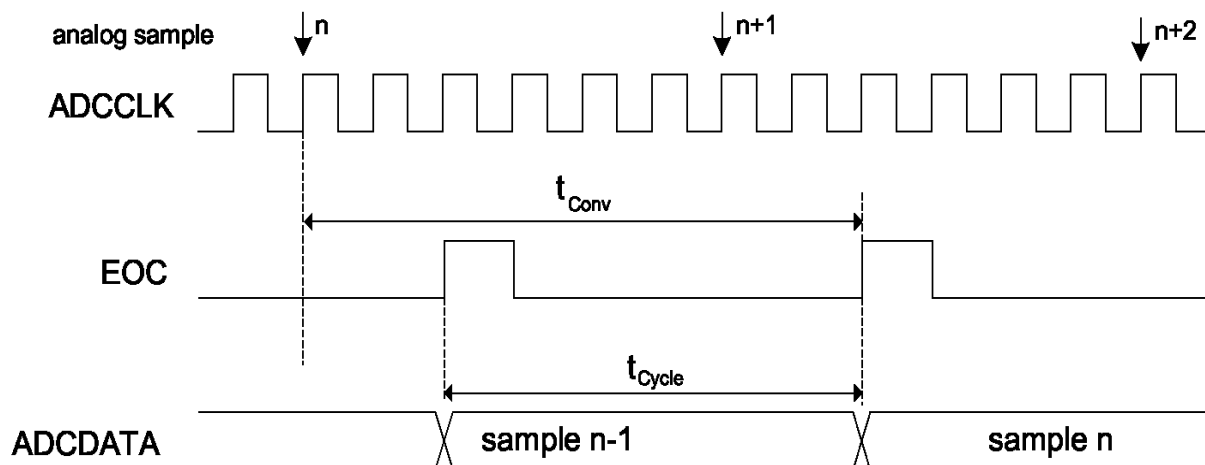 analog sample
n
n+1
n+2
ADCCLK
tConv
EOC
tCycle
ADCDATA
sample n-1
sample n